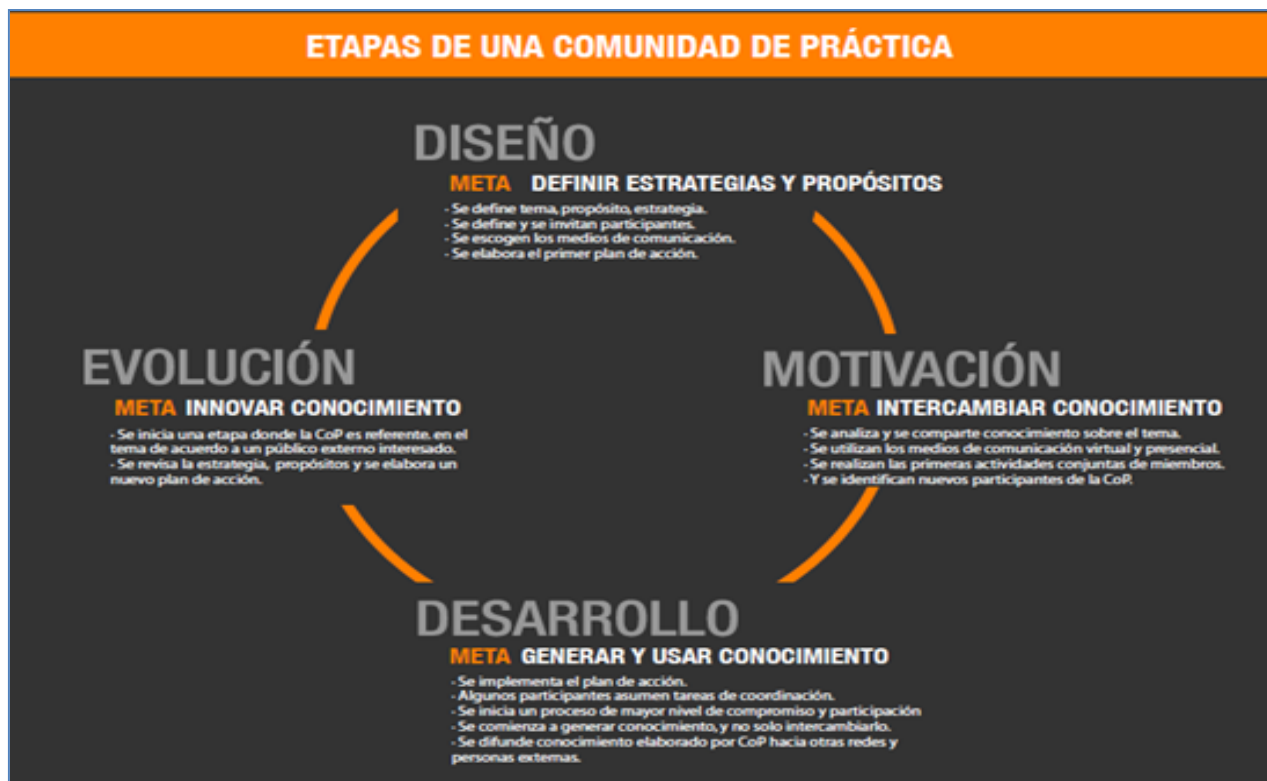 ETAPAS DE UNA COMUNIDAD DE PRÁCTICA
DISEÑO
META DEFINIR ESTRATEGIAS Y PROPÓSITOS
- Se define tema, propósito, estrategia.
- Se define y se invitan participantes.
- Se escogen los medios de comunicación.
- Se elabora el primer plan de acción.
EVOLUCIÓN
META INNOVAR CONOCIMIENTO
- Se inicia una etapa donde la CoP es referente. en el
tema de acuerdo a un público externo interesado.
- Se revisa la estrategia, propósitos y se elabora un
nuevo plan de acción.
MOTIVACIÓN
META INTERCAMBIAR CONOCIMIENTO
- Se analiza y se comparte conocimiento sobre el tema.
- Se utilizan los medios de comunicación virtual y presencial.
- Se realizan las primeras actividades conjuntas de miembros.
- Y se identifican nuevos participantes de la CoP.
DESARROLLO
META GENERAR Y USAR CONOCIMIENTO
- Se implementa el plan de acción.
- Algunos participantes asumen tareas de coordinación.
- Se inicia un proceso de mayor nivel de compromiso y participación
- Se comienza a generar conocimiento, y no solo intercambiarlo.
- Se difunde conocimiento elaborado por CoP hacia otras redes y
personas externas.